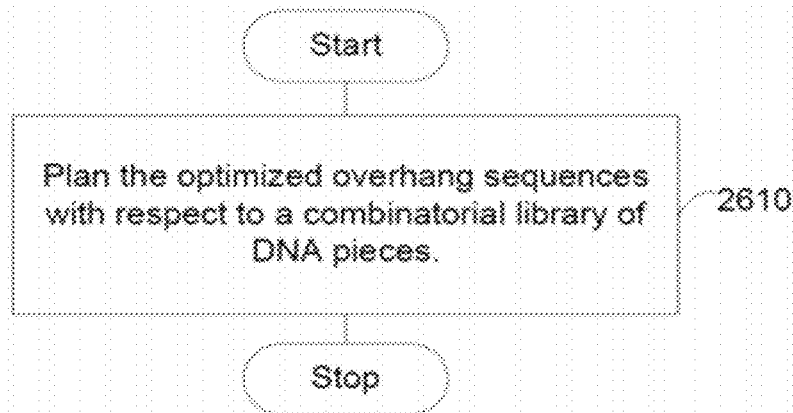 Start
Plan the optimized overhang sequences
with respect to a combinatorial library of
DNA pieces.
2610
Stop